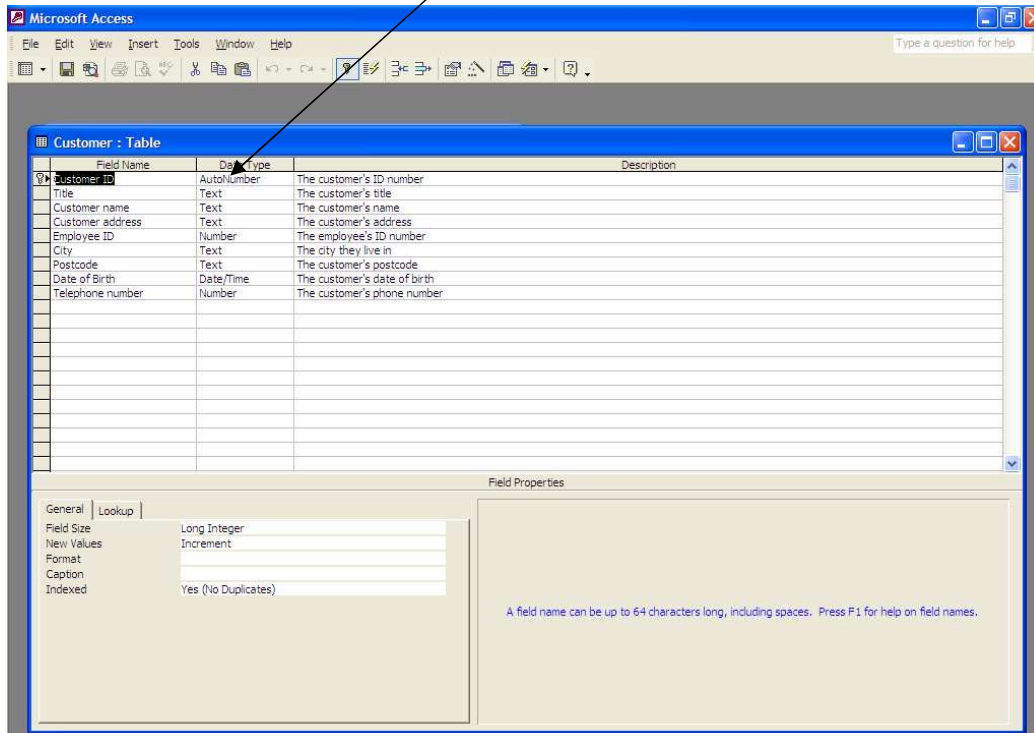 Microsoft Access
File Edit View Insert Tools Window Help Type a question for help
Customer : Table
Field Name Data Type Description
Customer ID AutoNumber The customer's ID number
Title Text The customer's title
Customer name Text The customer's name
Customer address Text The customer's address
Employee ID Number The employee's ID number
City Text The city they live in
Postcode Text The customer's postcode
Date of Birth Date/Time The customer's date of birth
Telephone number Number The customer's phone number
Field Properties
General Lookup
Field Size Long Integer
New Values Increment
Format
Caption
Indexed Yes (No Duplicates)
A field name can be up to 64 characters long, including spaces. Press F1 for help on field names.